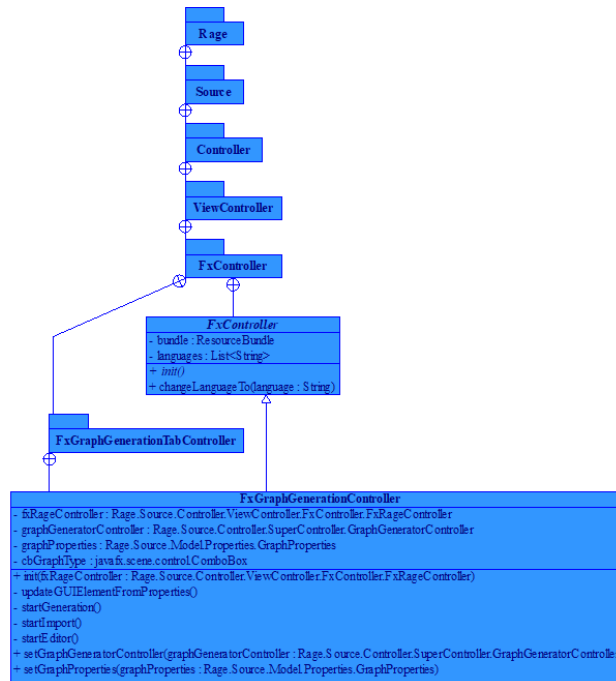 Rage
Source
Controller
ViewController
FxController
FxController
- bundle : ResourceBundle
- languages : List<String>
+ init()
+ changeLanguageTo(language : String)
FxGraphGenerationTabController
FxGraphGenerationController
- fxRageController : Rage.Source.Controller.ViewController.FxController.FxRageController
- graphGeneratorController : Rage.Source.Controller.SuperController.GraphGeneratorController
- graphProperties : Rage.Source.Model.Properties.GraphProperties
- cbGraphType : javafx.scene.control.ComboBox
+ init(fxRageController : Rage.Source.Controller.ViewController.FxController.FxRageController)
- updateGUIElementFromProperties()
- startGeneration()
- startImport()
- startEditor()
+ setGraphGeneratorController(graphGeneratorController : Rage.Source.Controller.SuperController.GraphGeneratorControlle
+ setGraphProperties(graphProperties : Rage.Source.Model.Properties.GraphProperties)